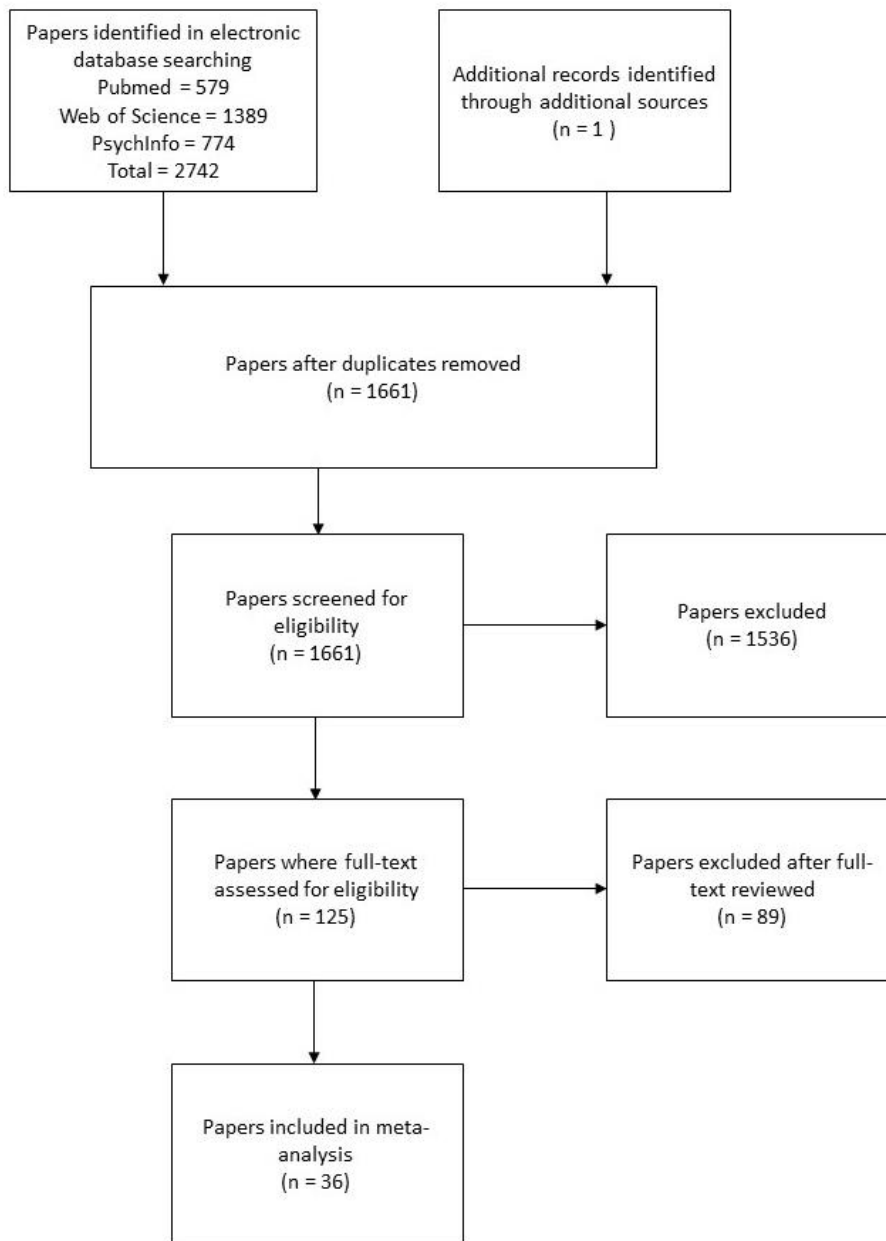 Papers identified in electronic
database searching
Pubmed = 579
Web of Science = 1389
PsychInfo = 774
Total = 2742
Additional records identified
through additional sources
(n = 1 )
Papers after duplicates removed
(n = 1661)
Papers screened for
eligibility
(n = 1661)
Papers excluded
(n = 1536)
Papers where full-text
assessed for eligibility
(n = 125)
Papers excluded after full-
text reviewed
(n = 89)
Papers included in meta-
analysis
(n = 36)